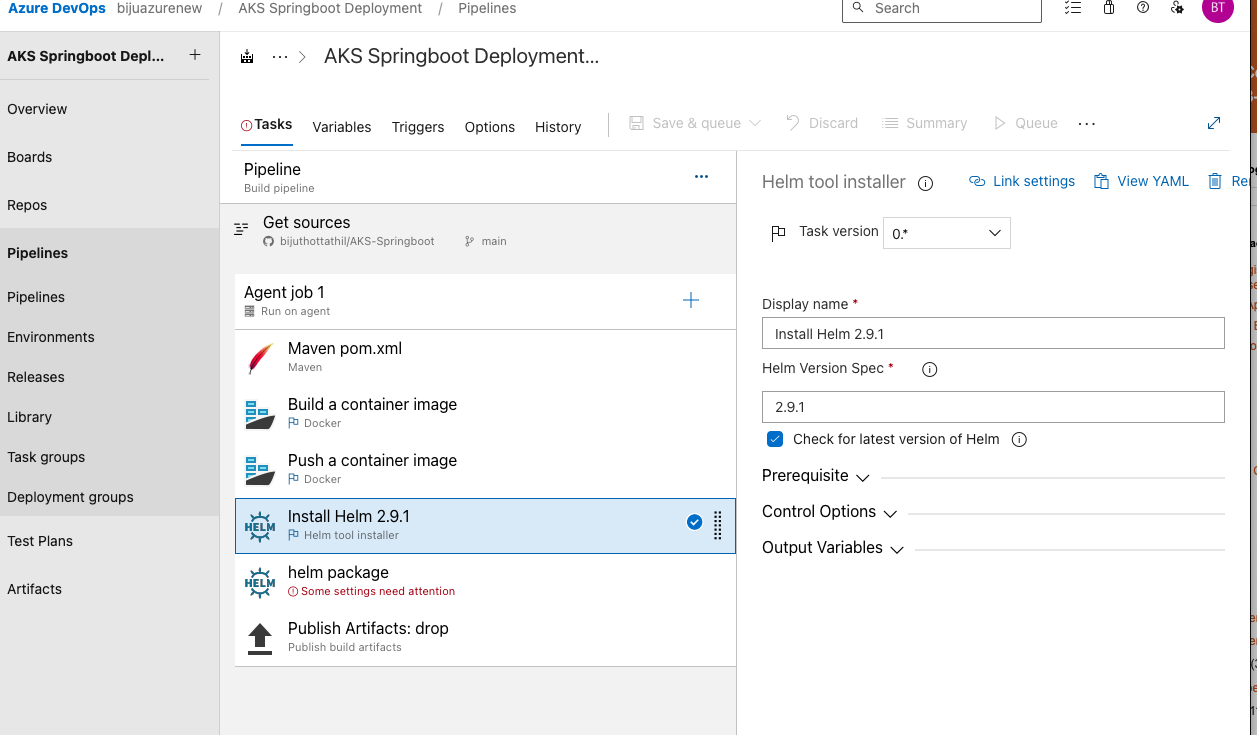 Azure DevOps bijuazurenew / AKS Springboot Deployment / Pipelines
Search
BT
AKS Springboot Depl...
Overview
Boards
Repos
Pipelines
Pipelines
Environments
Releases
Library
Task groups
Deployment groups
Test Plans
Artifacts
... > AKS Springboot Deployment...
Tasks Variables Triggers Options History Save & queue Discard Summary Queue ...
Pipeline
Build pipeline
Get sources
bijuthottathil/AKS-Springboot main
Agent job 1
Run on agent
Maven pom.xml
Maven
Build a container image
Docker
Push a container image
Docker
HELM
Install Helm 2.9.1
Helm tool installer
HELM
helm package
Some settings need attention
Publish Artifacts: drop
Publish build artifacts
Helm tool installer Link settings View YAML
Task version 0.*
Display name *
Install Helm 2.9.1
Helm Version Spec *
2.9.1
Check for latest version of Helm
Prerequisite
Control Options
Output Variables